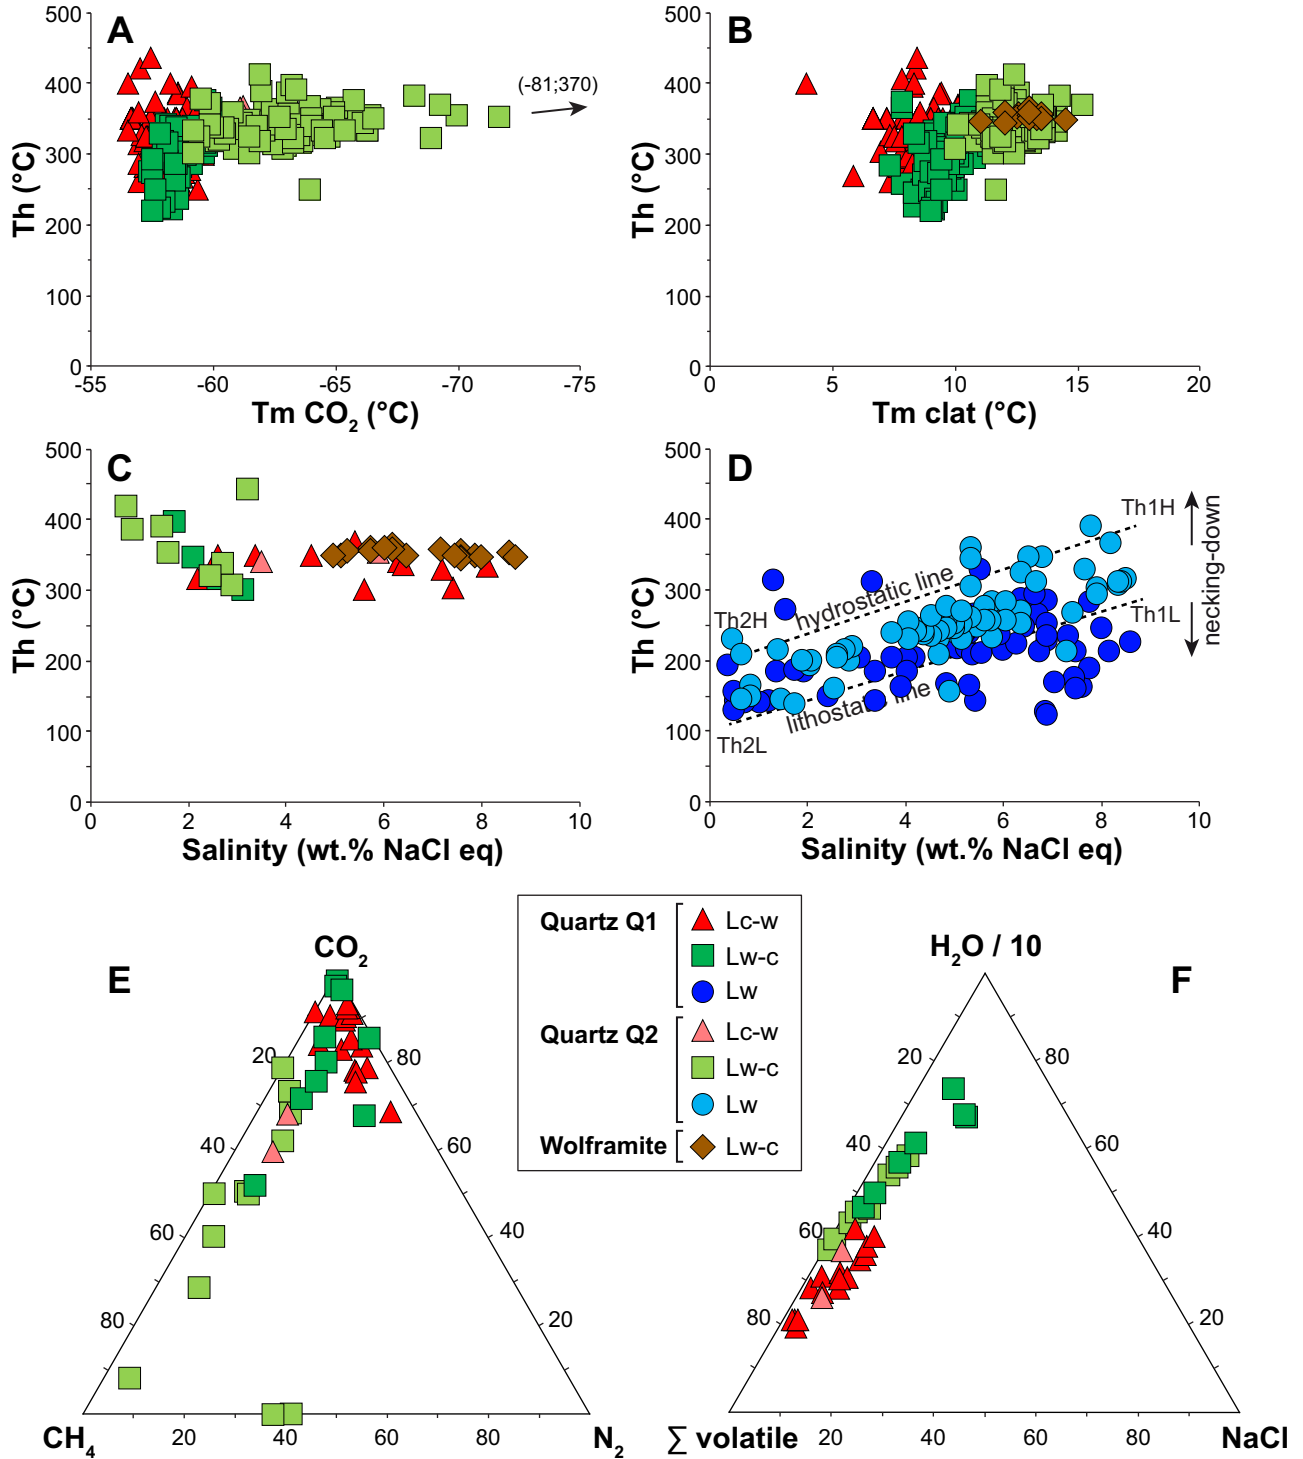 A
Th (°C)
500
400
300
200
100
0
-55
-60
-65
-70
-75
(-81;370)
Tm CO₂ (°C)
B
Th (°C)
500
400
300
200
100
0
0
5
10
15
20
Tm clat (°C)
C
Th (°C)
500
400
300
200
100
0
0
2
4
6
8
10
Salinity (wt.% NaCl eq)
D
Th (°C)
500
400
300
200
100
0
0
2
4
6
8
10
Th1H
Th2H
hydrostatic line
Th1L
lithostatic line
Th2L
necking-down
Salinity (wt.% NaCl eq)
Quartz Q1
Lc-w
Lw-c
Lw
Quartz Q2
Lc-w
Lw-c
Lw
Wolframite
Lw-c
E
CO₂
20
40
60
80
80
60
40
20
CH₄
20
40
60
80
N₂
F
H₂O / 10
20
40
60
80
80
60
40
20
∑ volatile
20
40
60
80
NaCl